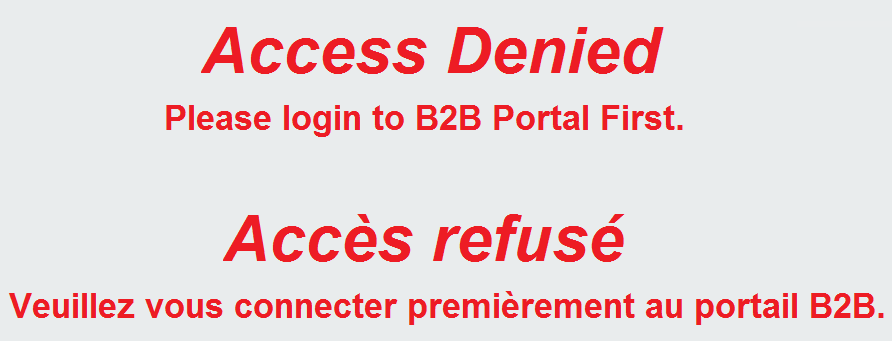 Access Denied
Please login to B2B Portal First.
Accès refusé
Veuillez vous connecter premièrement au portail B2B.